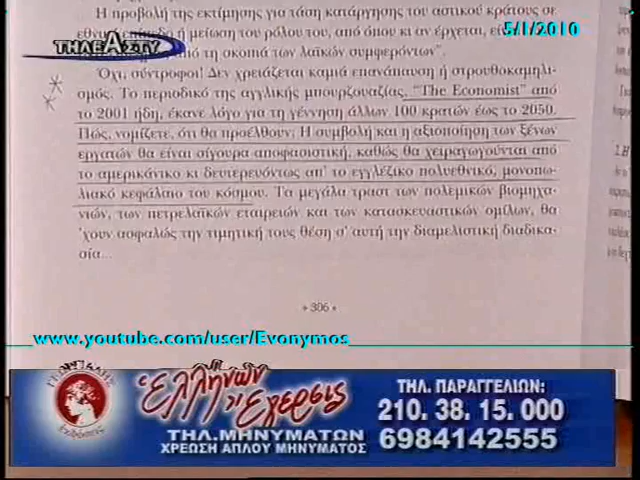 Η προβολή της εκτίμησης για τάση κατάργησης του αστικού κράτους σε
5/1/2010
ή μείωση του ρόλου του, από όπου κι αν έρχεται,
ΤΗΛΕΑΣΤΥ
από τη σκοπιά των λαϊκών συμφερόντων”.
Όχι, σύντροφοι! Δεν χρειάζεται καμιά επανάπαυση ή στρουθοκαμηλι-
σμός. Το περιοδικό της αγγλικής μπουρζουαζίας, “The Economist” από
το 2001 ήδη, έκανε λόγο για τη γέννηση άλλων 100 κρατών έως το 2050.
Πώς, νομίζετε, ότι θα προέλθουν; Η συμβολή και η αξιοποίηση των ξένων
εργατών θα είναι σίγουρα αποφασιστική, καθώς θα χειραγωγούνται από
το αμερικάνικο κι δευτερευόντως απ’ το εγγλέζικο πολυεθνικό, μονοπω-
λιακό κεφάλαιο του κόσμου. Τα μεγάλα τραστ των πολεμικών βιομηχα-
νιών, των πετρελαϊκών εταιρειών και των κατασκευαστικών ομίλων, θα
’χουν ασφαλώς την τιμητική τους θέση σ’ αυτή την διαμελιστική διαδικα-
σία...
306
www.youtube.com/user/Evonymos
Ελλήνων
Έγερσις
ΤΗΛ. ΠΑΡΑΓΓΕΛΙΩΝ:
210. 38. 15. 000
ΤΗΛ.ΜΗΝΥΜΑΤΩΝ
6984142555
ΧΡΕΩΣΗ ΑΠΛΟΥ ΜΗΝΥΜΑΤΟΣ